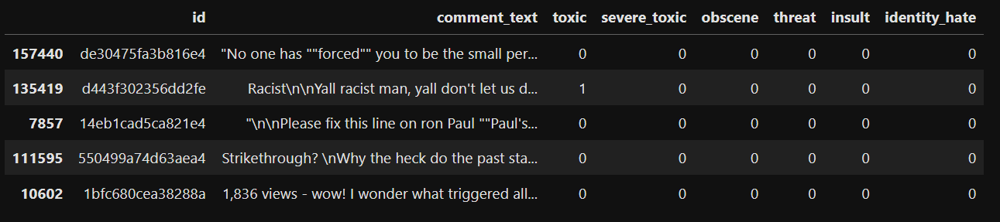 id comment_text toxic severe_toxic obscene threat insult identity_hate
157440 de30475fa3b816e4 "No one has ""forced"" you to be the small per... 0 0 0 0 0 0
135419 d443f302356dd2fe Racist\n\nYall racist man, yall don't let us d... 1 0 0 0 0 0
7857 14eb1cad5ca821e4 "\n\nPlease fix this line on ron Paul ""Paul's... 0 0 0 0 0 0
111595 550499a74d63aea4 Strikethrough? \nWhy the heck do the past sta... 0 0 0 0 0 0
10602 1bfc680cea38288a 1,836 views - wow! I wonder what triggered all... 0 0 0 0 0 0